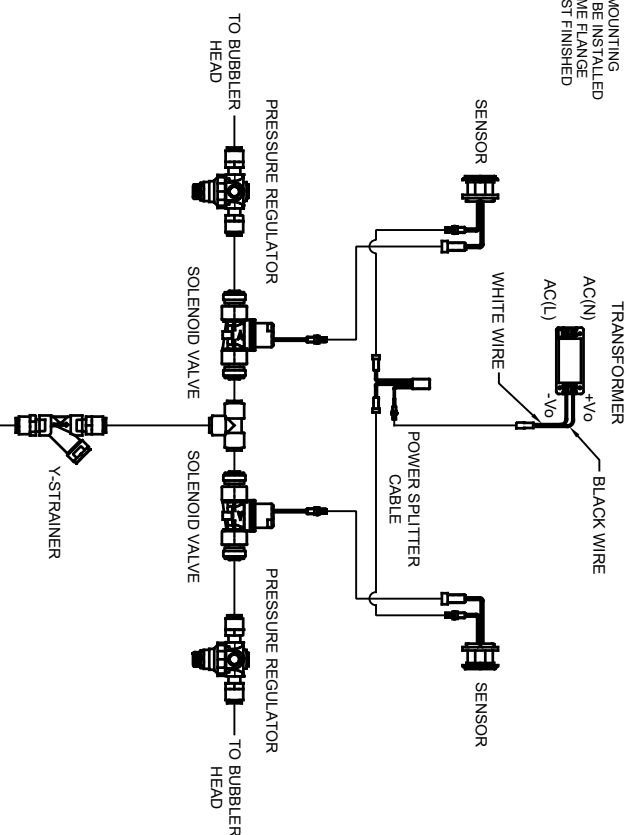 MOUNTING
BE INSTALLED
ME FLANGE
ST FINISHED
TRANSFORMER
AC(N)
AC(L)
+Vo
-Vo
WHITE WIRE
BLACK WIRE
SENSOR
SENSOR
POWER SPLITTER
CABLE
TO BUBBLER
HEAD
PRESSURE REGULATOR
SOLENOID VALVE
SOLENOID VALVE
PRESSURE REGULATOR
TO BUBBLER
HEAD
Y-STRAINER